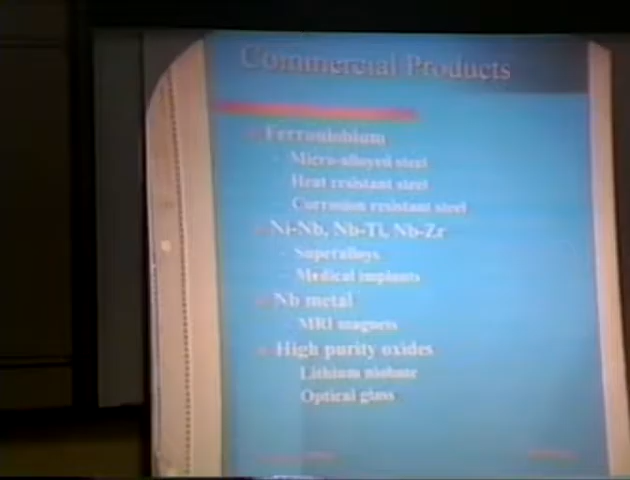 Commercial Products
Ferroniobium
Micro-alloyed steel
Heat resistant steel
Corrosion resistant steel
Ni-Nb, Nb-Ti, Nb-Zr
Superalloys
Medical implants
Nb metal
MRI magnets
High purity oxides
Lithium niobate
Optical glass